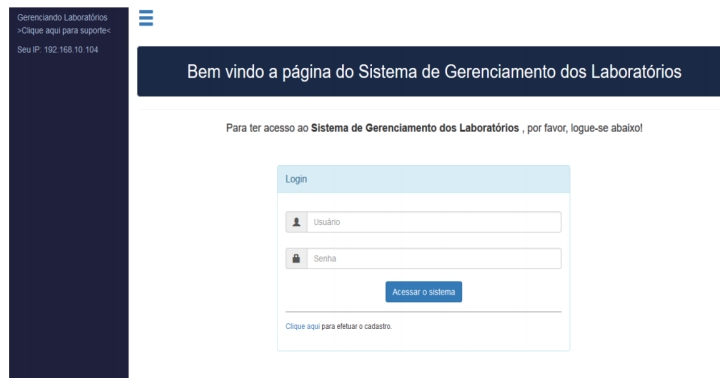 Gerenciando Laboratórios
>Clique aqui para suporte<
Seu IP: 192.168.10.104
Bem vindo a página do Sistema de Gerenciamento dos Laboratórios
Para ter acesso ao Sistema de Gerenciamento dos Laboratórios , por favor, logue-se abaixo!
Login
Usuário
Senha
Acessar o sistema
Clique aqui para efetuar o cadastro.